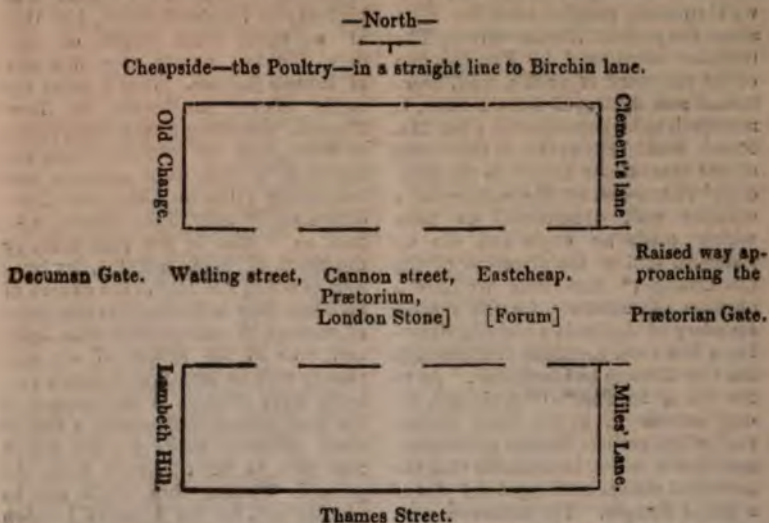 —North—
Cheapside—the Poultry—in a straight line to Birchin lane.
Old Change.
Clement's lane
Decuman Gate. Watling street, Cannon street, Eastcheap. Raised way ap-
Prætorium, proaching the
London Stone] [Forum] Prætorian Gate.
Lambeth Hill.
Miles' Lane.
Thames Street.